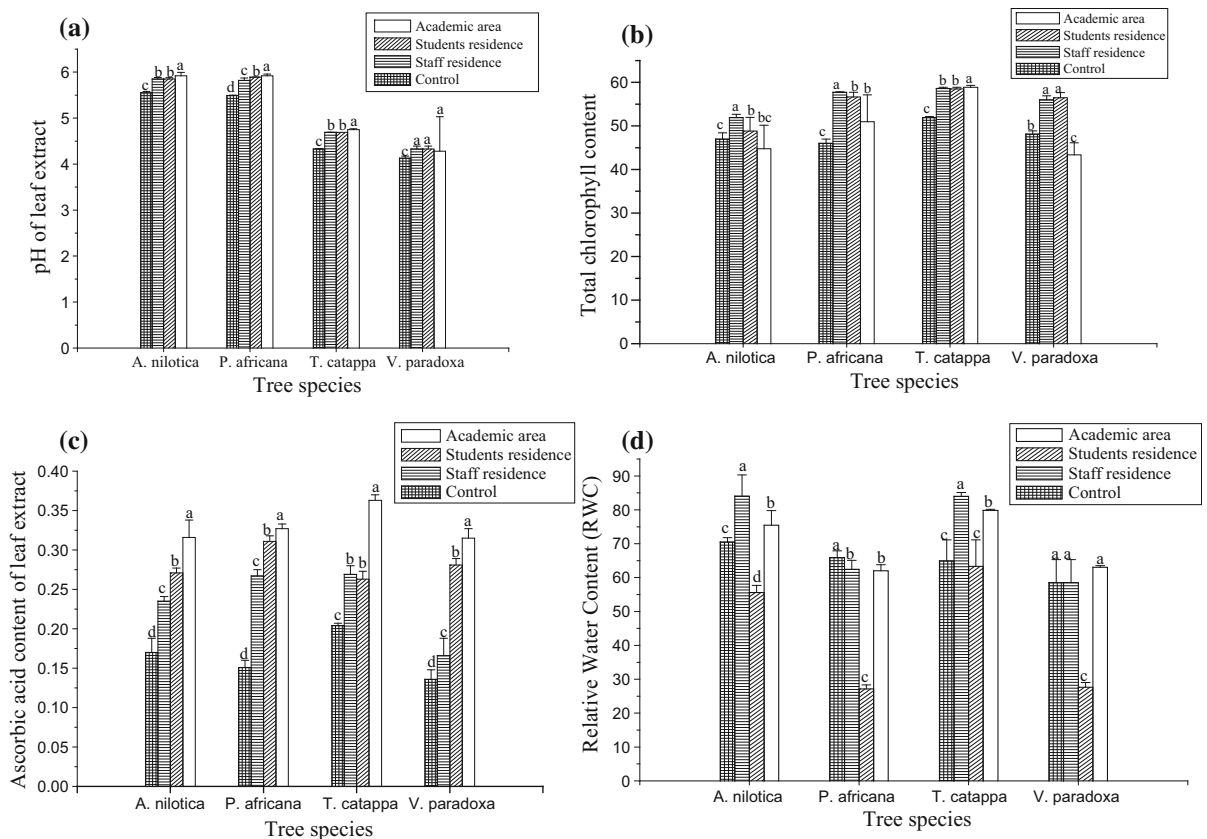 (a)
Academic area
Students residence
Staff residence
Control
pH of leaf extract
6
5
4
3
2
1
0
c b b a
d c b a
c b b a
c a a a
A. nilotica P. africana T. catappa V. paradoxa
Tree species
(b)
Academic area
Students residence
Staff residence
Control
Total chlorophyll content
60
50
40
30
20
10
0
c a b bc
c a b b
c b b a
b a a c
A. nilotica P. africana T. catappa V. paradoxa
Tree species
(c)
Academic area
Students residence
Staff residence
Control
Ascorbic acid content of leaf extract
0.40
0.35
0.30
0.25
0.20
0.15
0.10
0.05
0.00
d c b a
d c b a
c b b a
d c b a
A. nilotica P. africana T. catappa V. paradoxa
Tree species
(d)
Academic area
Students residence
Staff residence
Control
Relative Water Content (RWC)
90
80
70
60
50
40
30
20
10
0
c a d b
a b c b
c a c b
a a c a
A. nilotica P. africana T. catappa V. paradoxa
Tree species